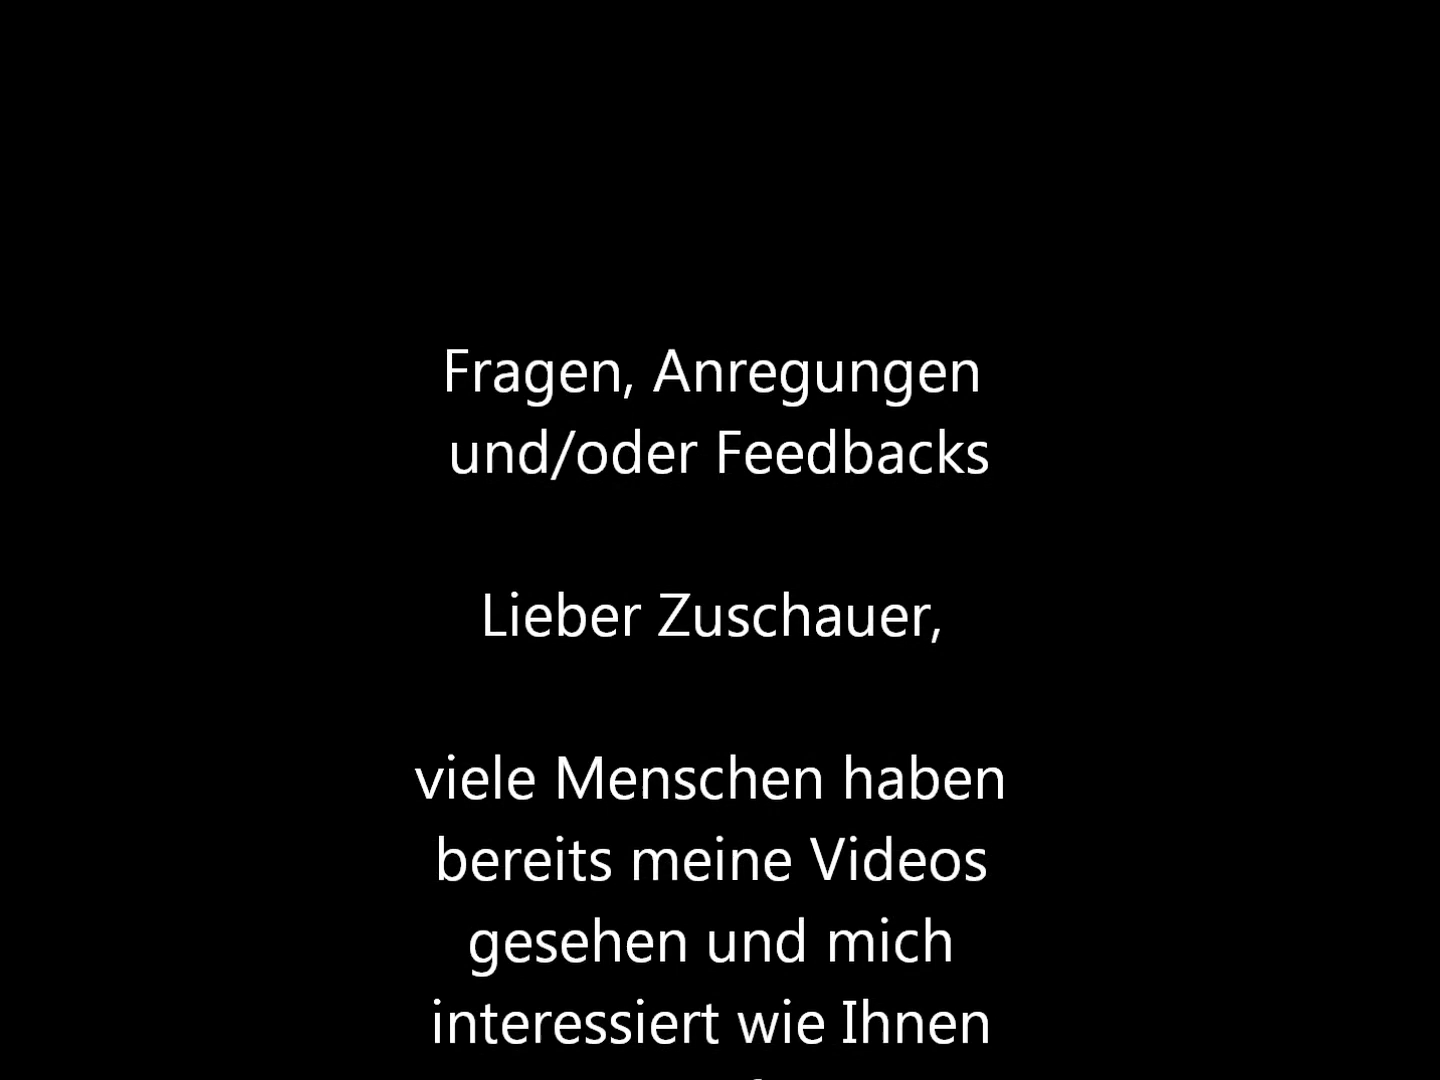 Fragen, Anregungen
und/oder Feedbacks
Lieber Zuschauer,
viele Menschen haben
bereits meine Videos
gesehen und mich
interessiert wie Ihnen